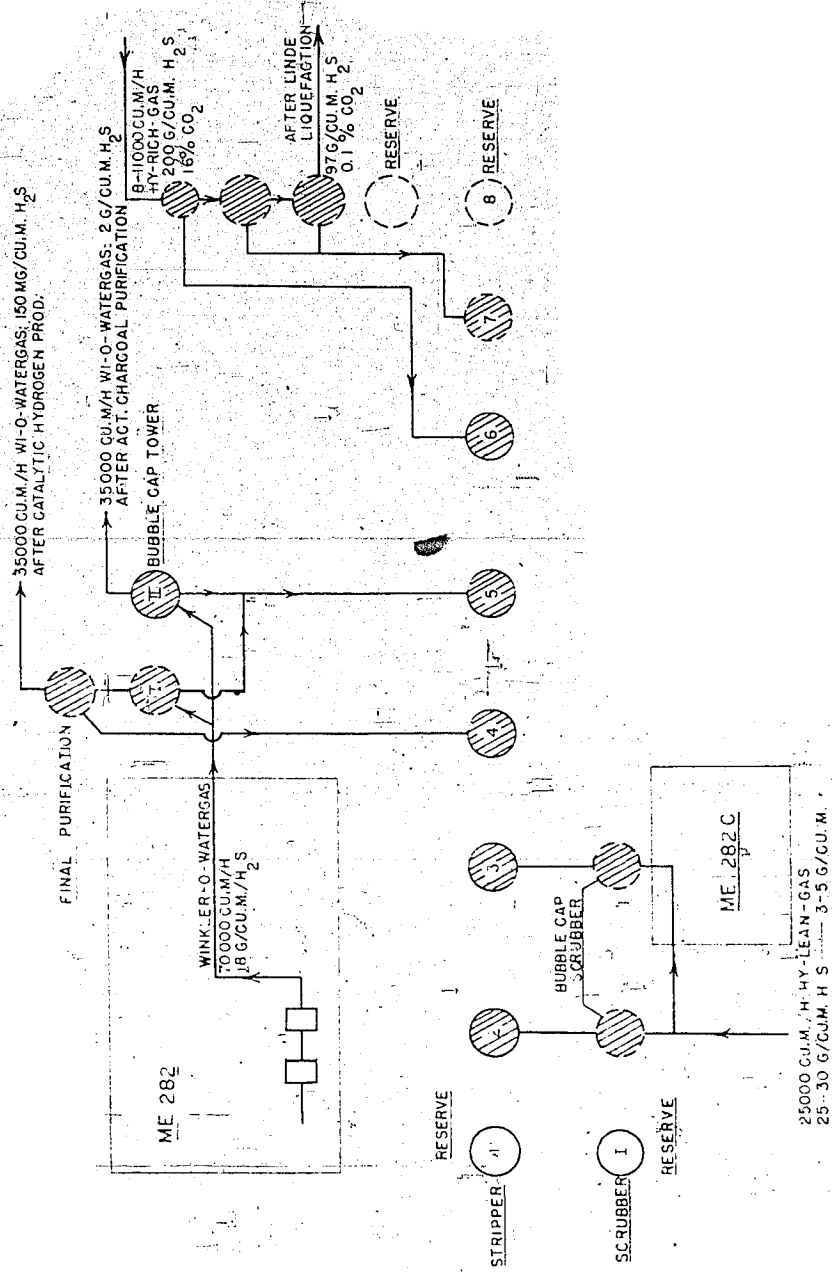 35000 CU.M./H WI-O-WATERGAS; 150 MG/CU.M. H2S
AFTER CATALYTIC HYDROGEN PROD.
FINAL PURIFICATION
35000 CU.M/H WI-O-WATERGAS; 2 G/CU.M. H2S
AFTER ACT. CHARCOAL PURIFICATION
BUBBLE CAP TOWER
I
II
8-11000 CU.M/H
HY-RICH-GAS
200 G/CU.M. H2S
16% CO2
AFTER LINDE
LIQUEFACTION
97 G/CU.M. H2S
0.1% CO2
RESERVE
ME 282
WINKLER-O-WATERGAS
70000 CU.M/H
18 G/CU.M./H2S
RESERVE
STRIPPER
1
2
3
4
5
6
7
8
RESERVE
SCRUBBER
I
RESERVE
BUBBLE CAP
SCRUBBER
ME 282 C
25000 CU.M./H HY-LEAN-GAS
25-30 G/CU.M. H S ---- 3-5 G/CU.M.